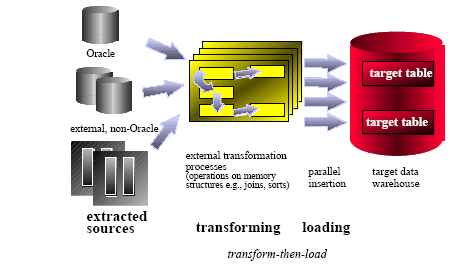 Oracle
external, non-Oracle
extracted
sources
external transformation
processes
(operations on memory
structures e.g., joins, sorts)
transforming
parallel
insertion
loading
target table
target table
target data
warehouse
transform-then-load